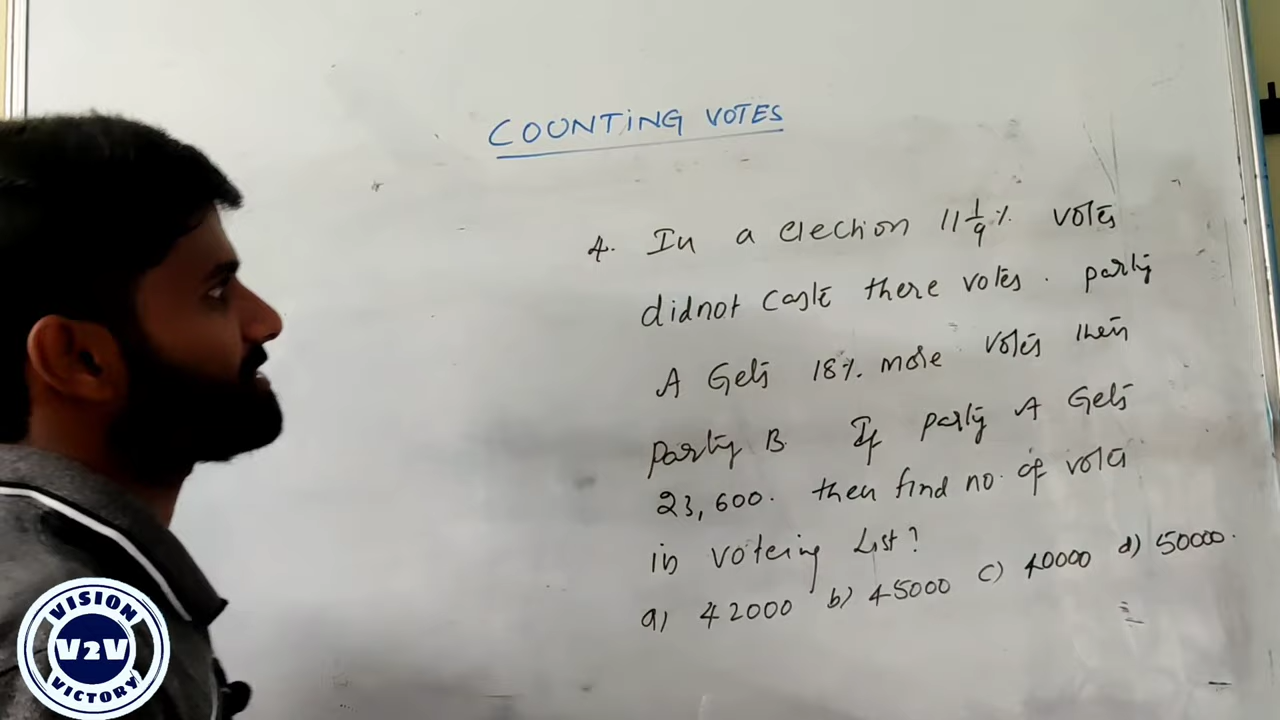 COUNTING VOTES
4. In a election 11 1/9 % votes
didnot caste there votes. party
A Gets 18% more votes then
party B. If party A Gets
23,600. then find no. of votes
in votering List?
a) 42000 b) 45000 c) 40000 d) 50000.
VISION
V2V
VICTORY